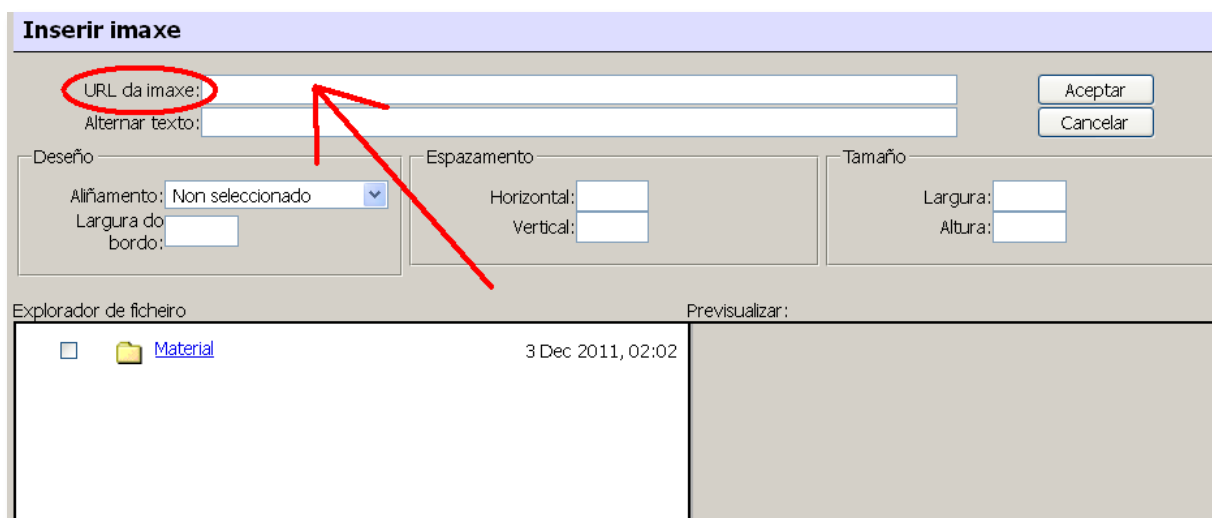 Inserir imaxe
URL da imaxe:
Aceptar
Alternar texto:
Cancelar
Deseño
Espazamento
Tamaño
Aliñamento: Non seleccionado
Horizontal:
Largura:
Largura do
bordo:
Vertical:
Altura:
Explorador de ficheiro
Previsualizar:
Material 3 Dec 2011, 02:02